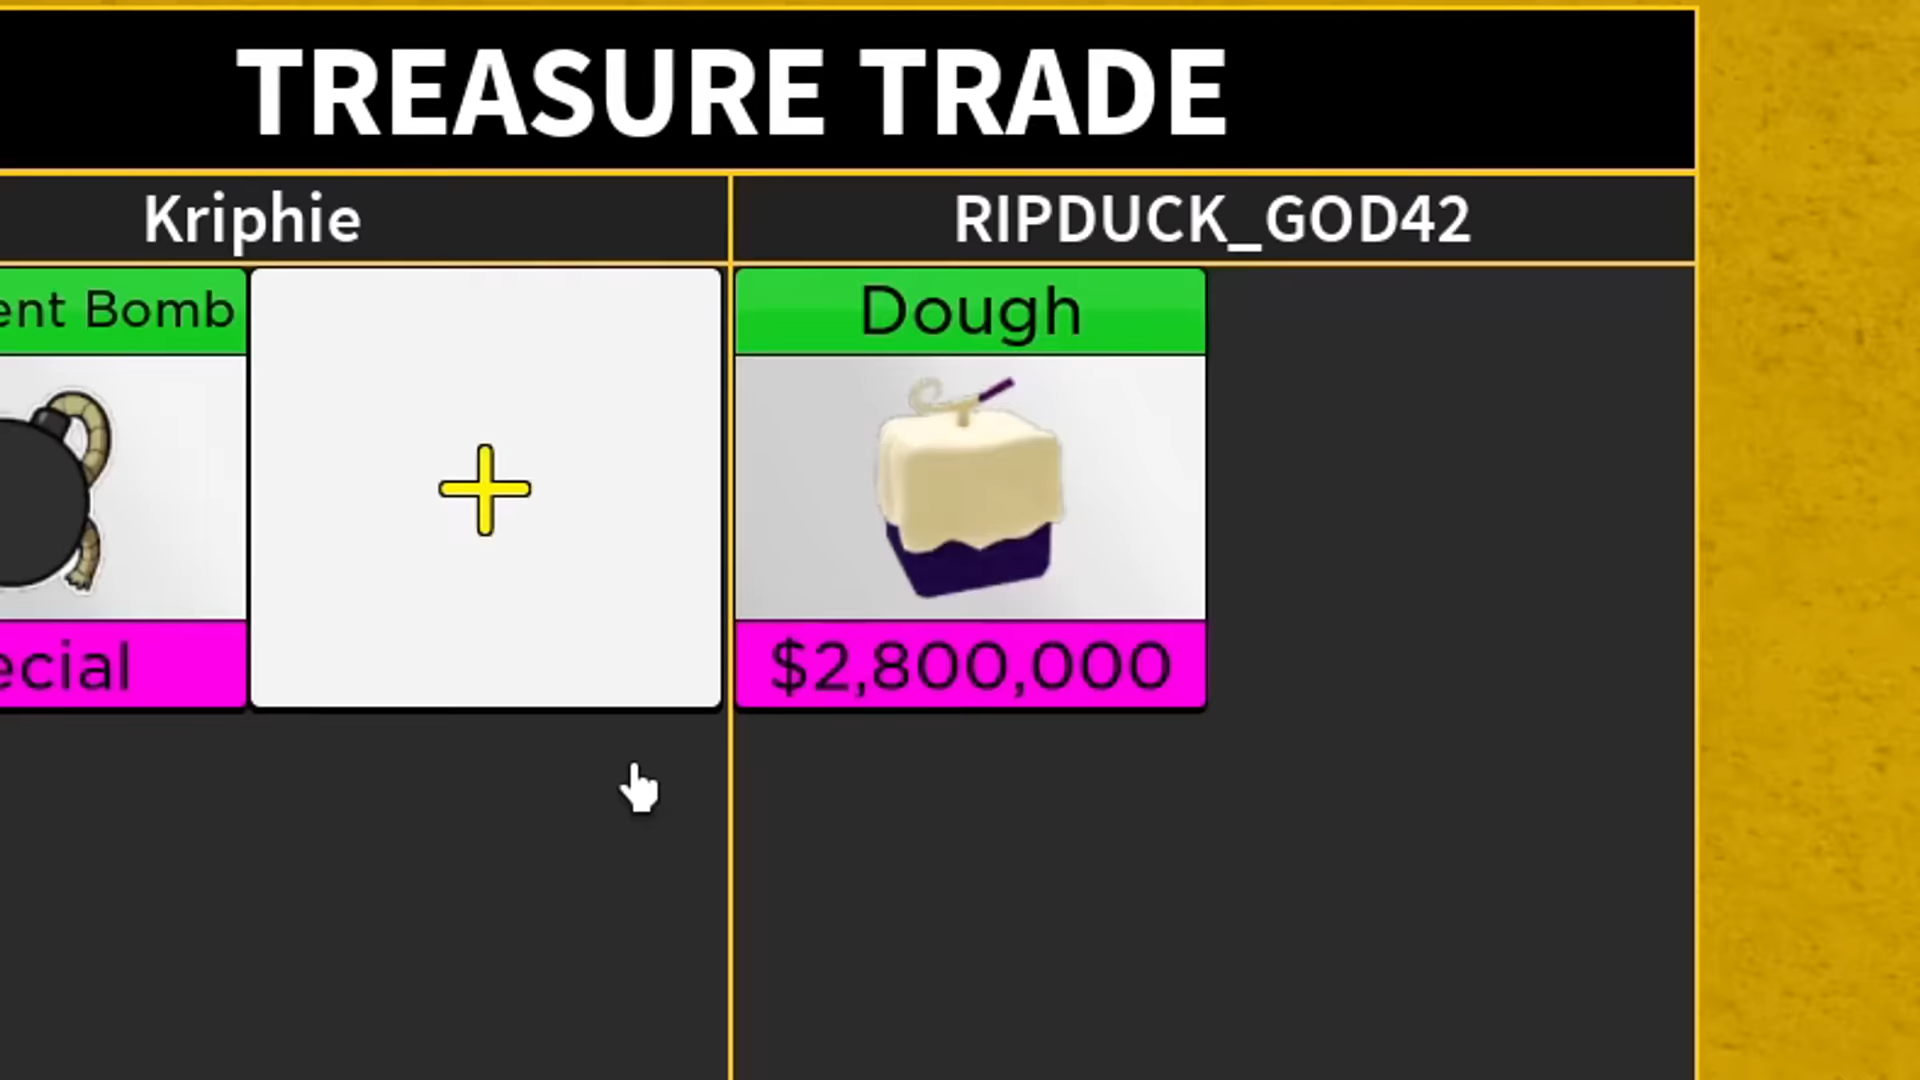 TREASURE TRADE
Kriphie
RIPDUCK_GOD42
ent Bomb
Dough
ecial
$2,800,000